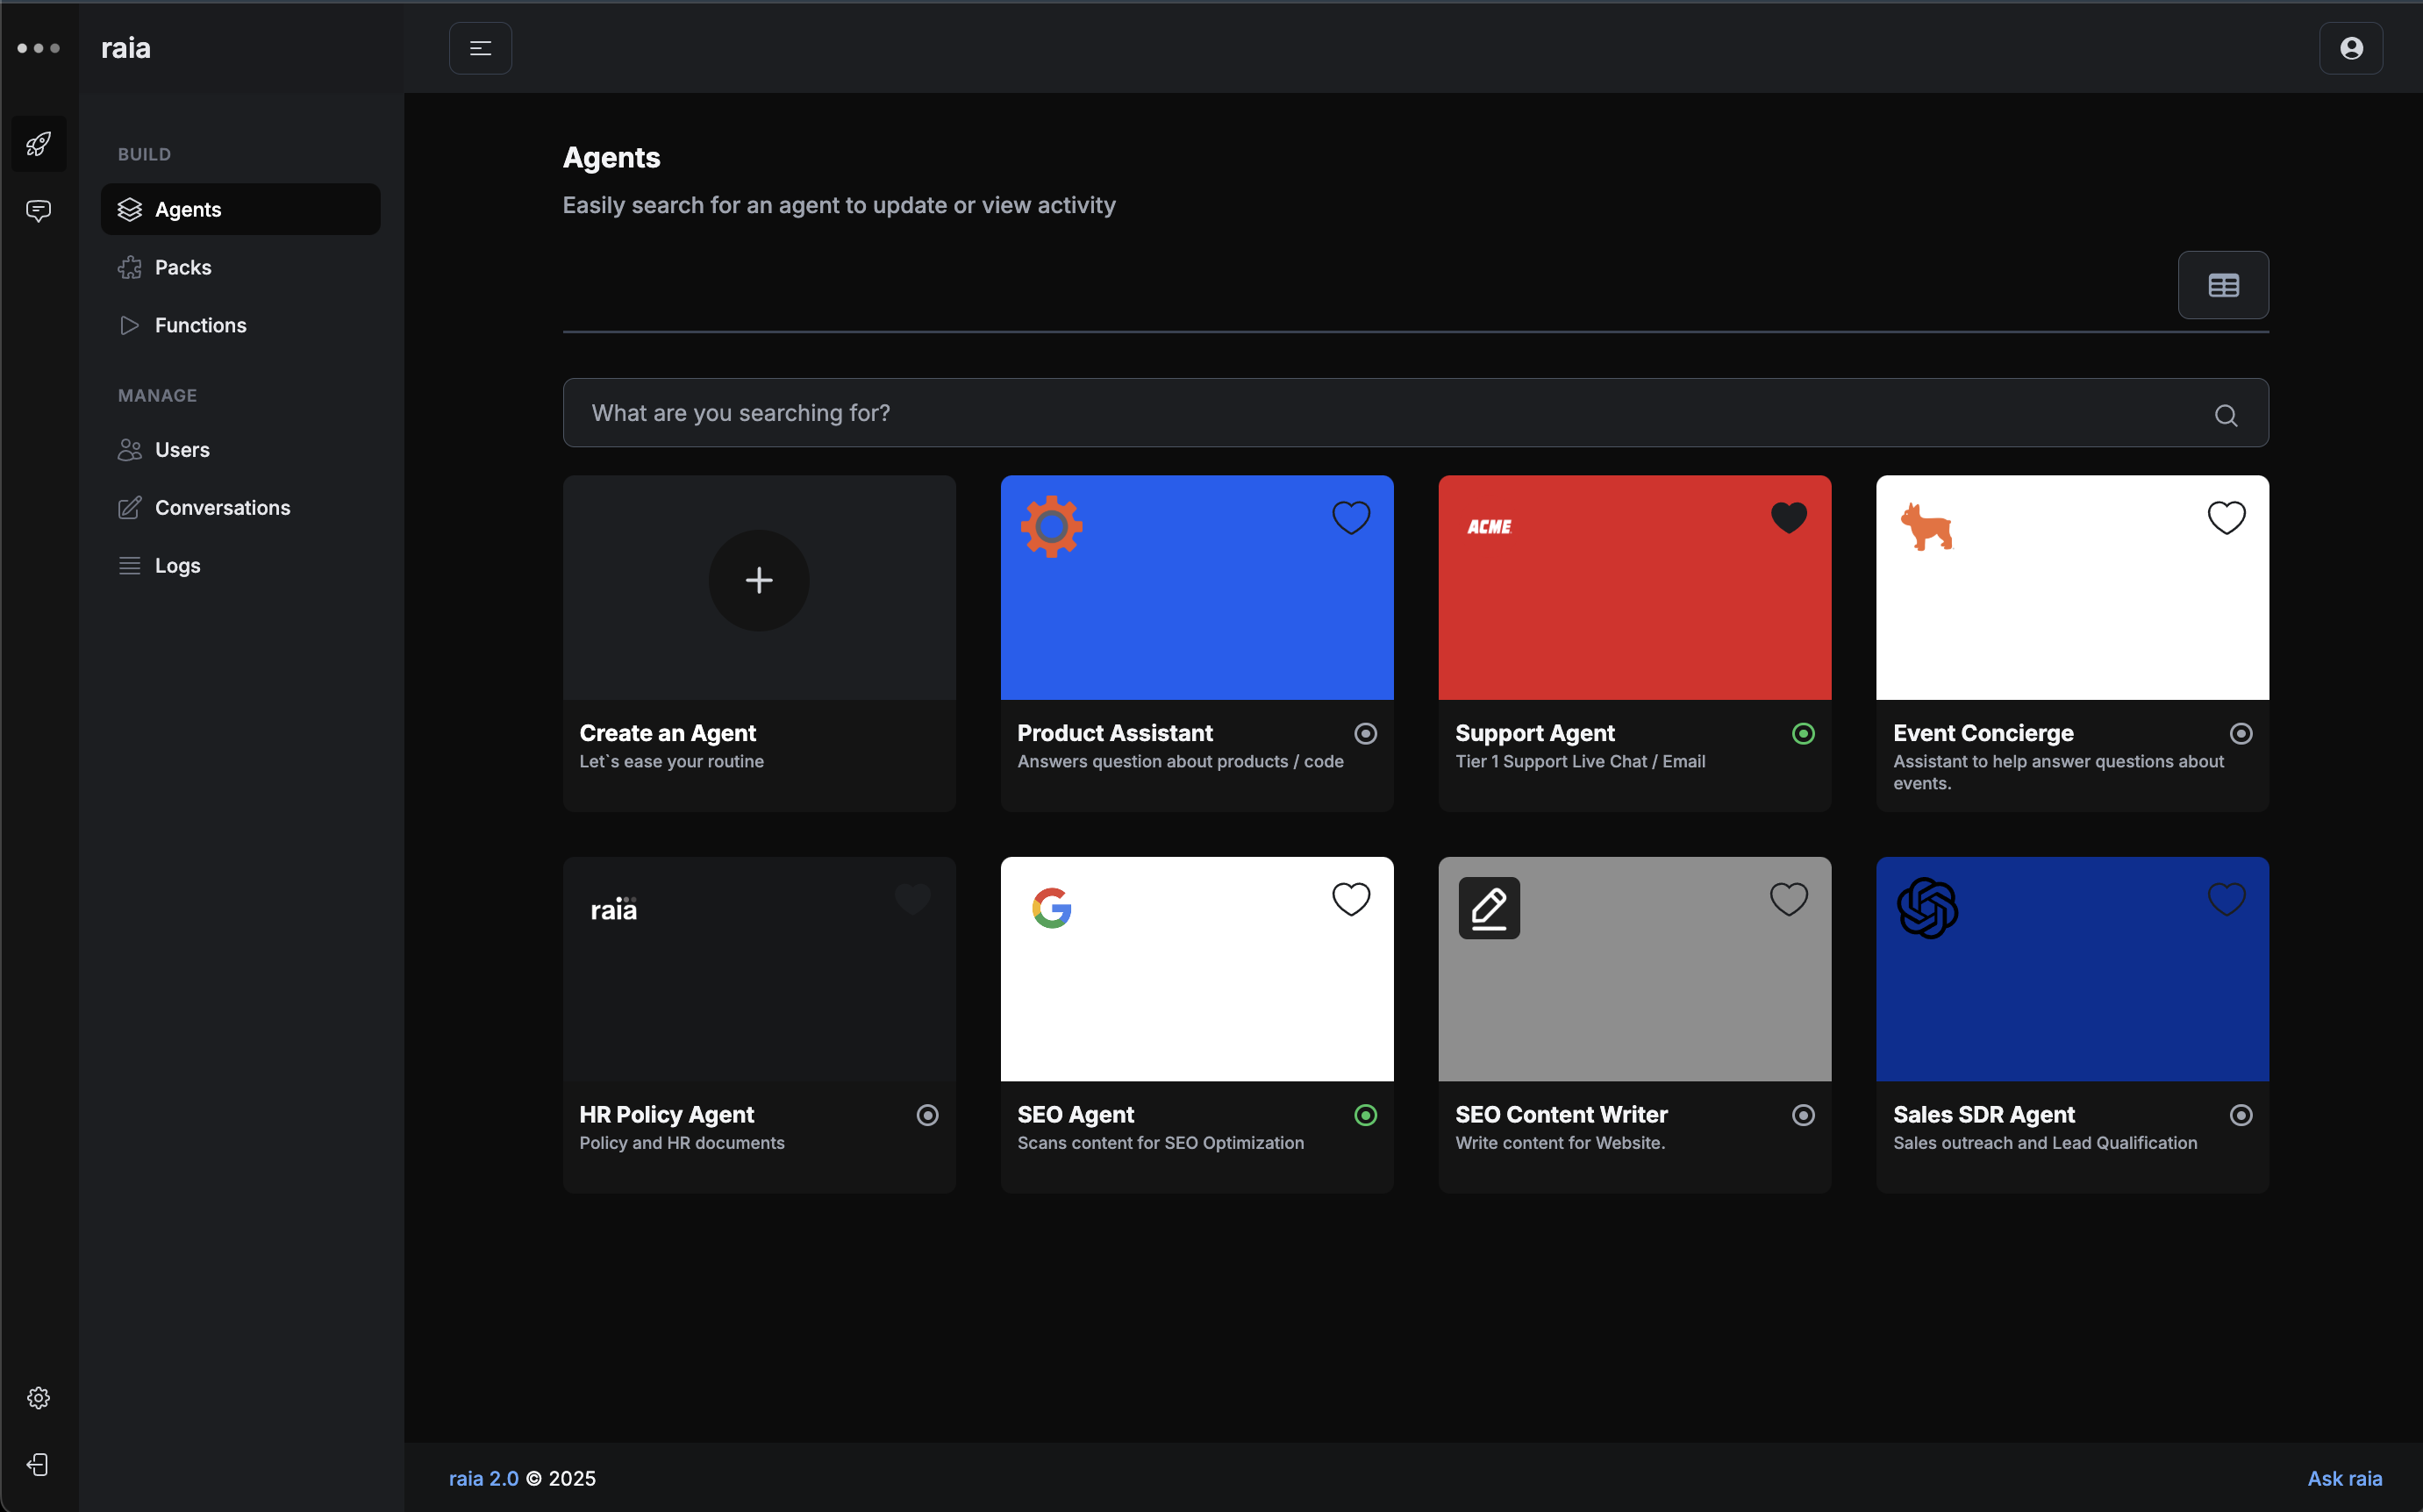 raia
BUILD
Agents
Packs
Functions
MANAGE
Users
Conversations
Logs
Agents
Easily search for an agent to update or view activity
What are you searching for?
Create an Agent
Let`s ease your routine
ACME
Product Assistant
Answers question about products / code
Support Agent
Tier 1 Support Live Chat / Email
Event Concierge
Assistant to help answer questions about
events.
raia
HR Policy Agent
Policy and HR documents
SEO Agent
Scans content for SEO Optimization
SEO Content Writer
Write content for Website.
Sales SDR Agent
Sales outreach and Lead Qualification
raia 2.0 © 2025
Ask raia